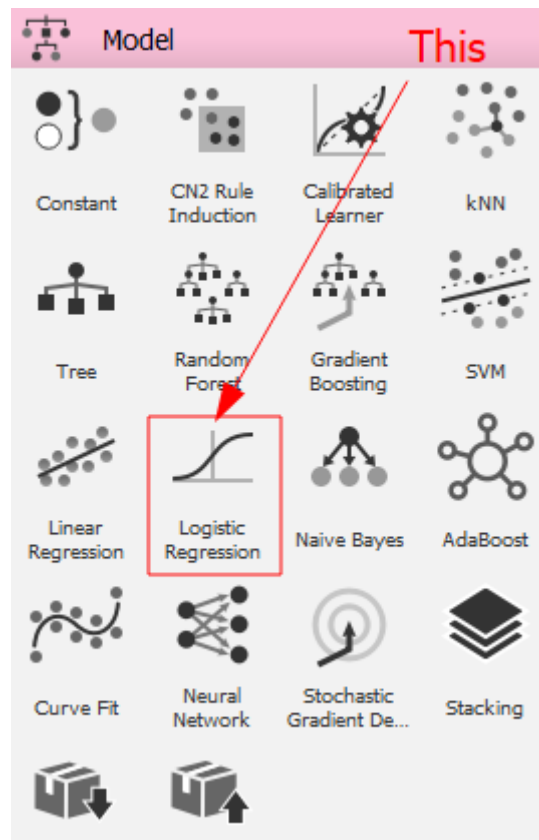 Model
This
Constant
CN2 Rule
Induction
Calibrated
Learner
kNN
Tree
Random
Forest
Gradient
Boosting
SVM
Linear
Regression
Logistic
Regression
Naive Bayes
AdaBoost
Curve Fit
Neural
Network
Stochastic
Gradient De...
Stacking